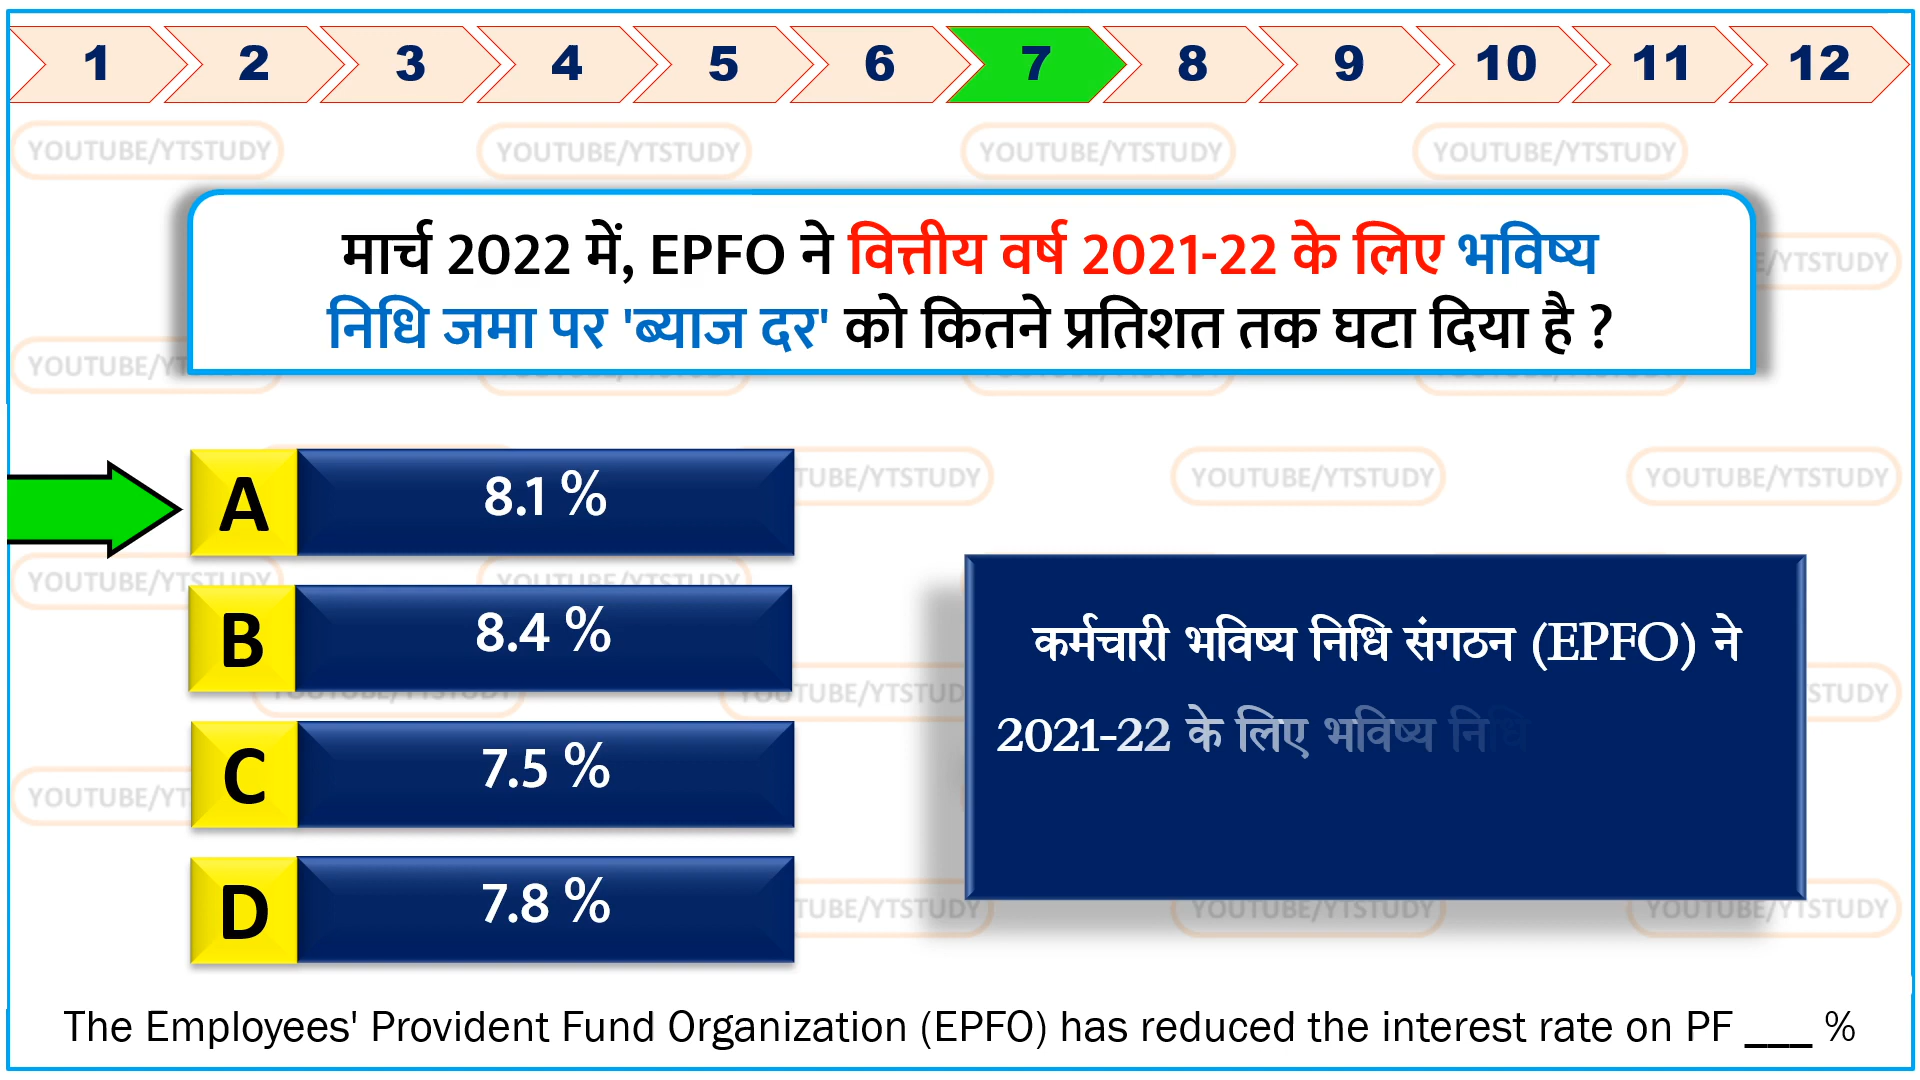 1 2 3 4 5 6 7 8 9 10 11 12
YOUTUBE/YTSTUDY YOUTUBE/YTSTUDY YOUTUBE/YTSTUDY YOUTUBE/YTSTUDY
मार्च 2022 में, EPFO ने वित्तीय वर्ष 2021-22 के लिए भविष्य
निधि जमा पर 'ब्याज दर' को कितने प्रतिशत तक घटा दिया है ?
A 8.1 %
B 8.4 %
C 7.5 %
D 7.8 %
YOUTUBE/YTSTUDY YOUTUBE/YTSTUDY
कर्मचारी भविष्य निधि संगठन (EPFO) ने
2021-22 के लिए भविष्य निधि
The Employees' Provident Fund Organization (EPFO) has reduced the interest rate on PF ___ %